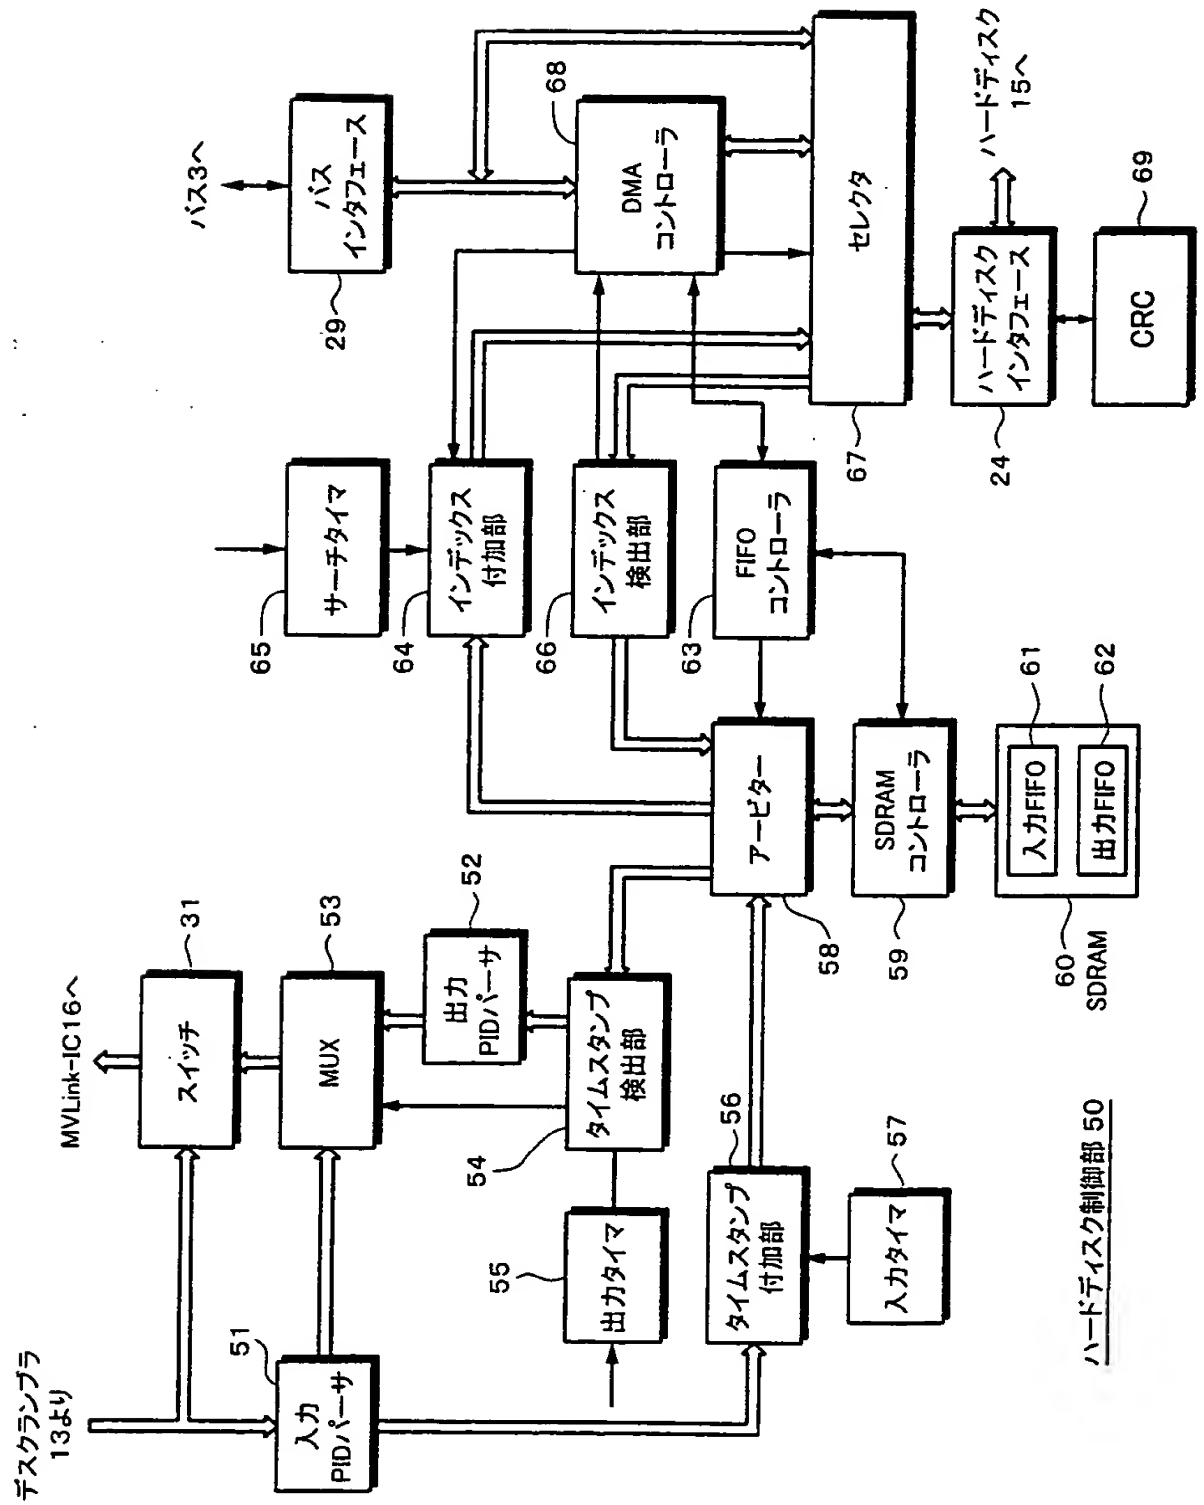 デスクランブラ
13より
MVLink-IC16へ
バス3へ
51
入力
PIDパーサ
スイッチ
31
MUX
53
出力
PIDパーサ
52
タイムスタンプ
検出部
54
出力タイマ
55
タイムスタンプ
付加部
56
入力タイマ
57
アービター
58
SDRAM
コントローラ
59
入力FIFO
61
出力FIFO
62
60
SDRAM
サーチタイマ
65
インデックス
付加部
64
インデックス
検出部
66
FIFO
コントローラ
63
バス
インタフェース
29
DMA
コントローラ
68
セレクタ
67
ハードディスク
インタフェース
24
ハードディスク
15へ
CRC
69
ハードディスク制御部 50